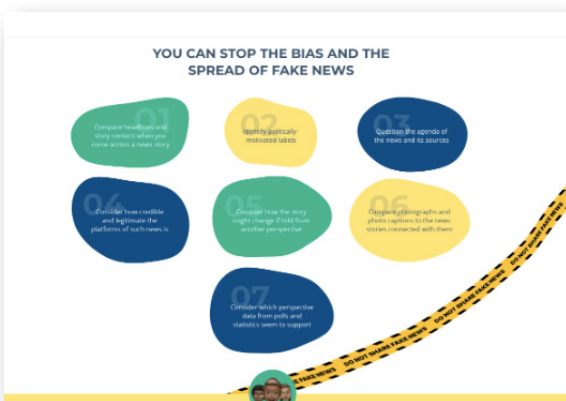 YOU CAN STOP THE BIAS AND THE
SPREAD OF FAKE NEWS
01
Compare headlines and
story content when you
come across a news story
02
Identify politically
motivated labels
03
Question the agenda of
the news and its sources
04
Consider how credible
and legitimate the
platforms of such news is
05
Consider how the story
might change if told from
another perspective
06
Compare photographs and
photo captions to the news
stories connected with them
07
Consider which perspective
data from polls and
statistics seem to support
FAKE NEWS DO NOT SHARE FAKE NEWS DO NOT SHARE FAKE NEWS DO NOT SHARE FAKE NEWS